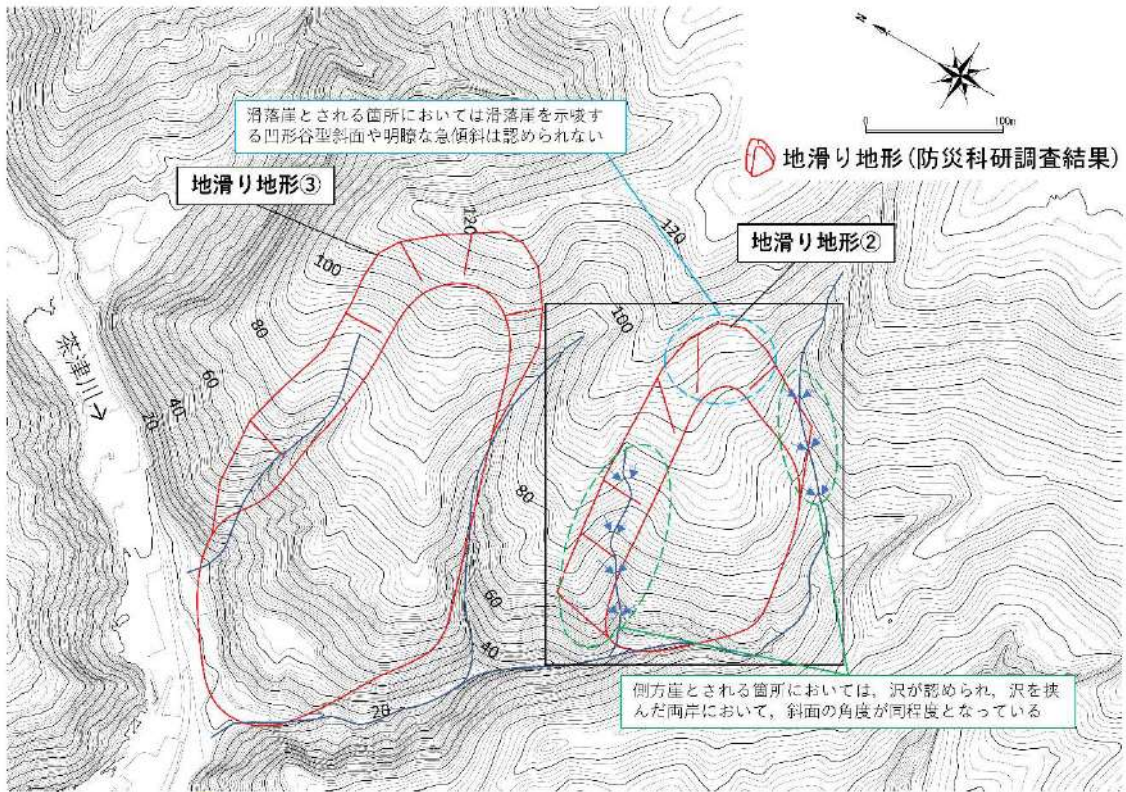 N
0 100m
地滑り地形(防災科研調査結果)
滑落崖とされる箇所においては滑落崖を示唆す
る凹形谷型斜面や明瞭な急傾斜は認められない
地滑り地形③
地滑り地形②
120
120
100
100
80
60
40
20
茶津川→
80
60
40
20
側方崖とされる箇所においては，沢が認められ，沢を挟
んだ両岸において，斜面の角度が同程度となっている